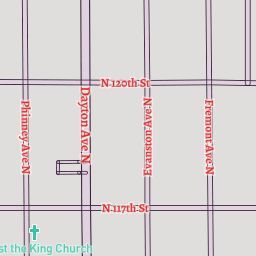 N 120th St
Phinney Ave N
Dayton Ave N
Evanston Ave N
Fremont Ave N
N 117th St
st the King Church